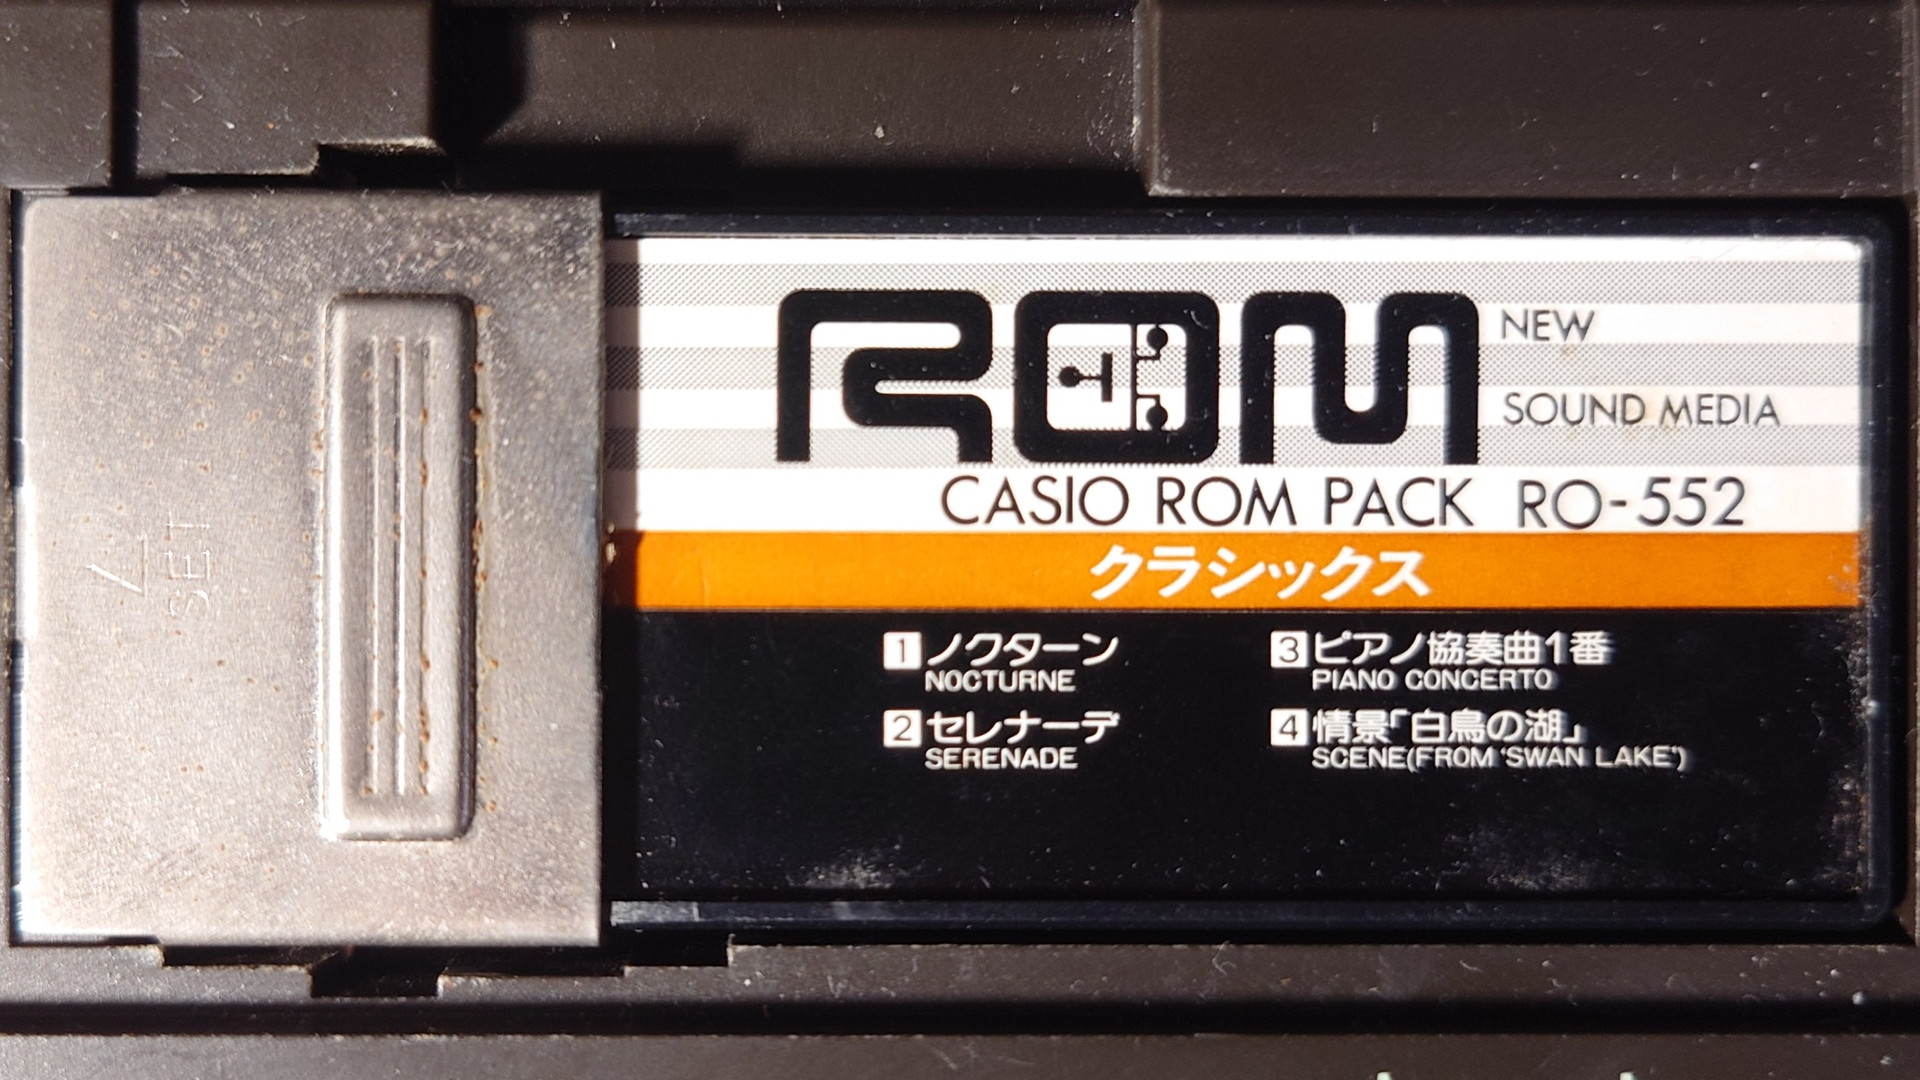 SET
ROM
NEW
SOUND MEDIA
CASIO ROM PACK RO-552
クラシックス
1 ノクターン
NOCTURNE
2 セレナーデ
SERENADE
3 ピアノ協奏曲1番
PIANO CONCERTO
4 情景「白鳥の湖」
SCENE(FROM 'SWAN LAKE')